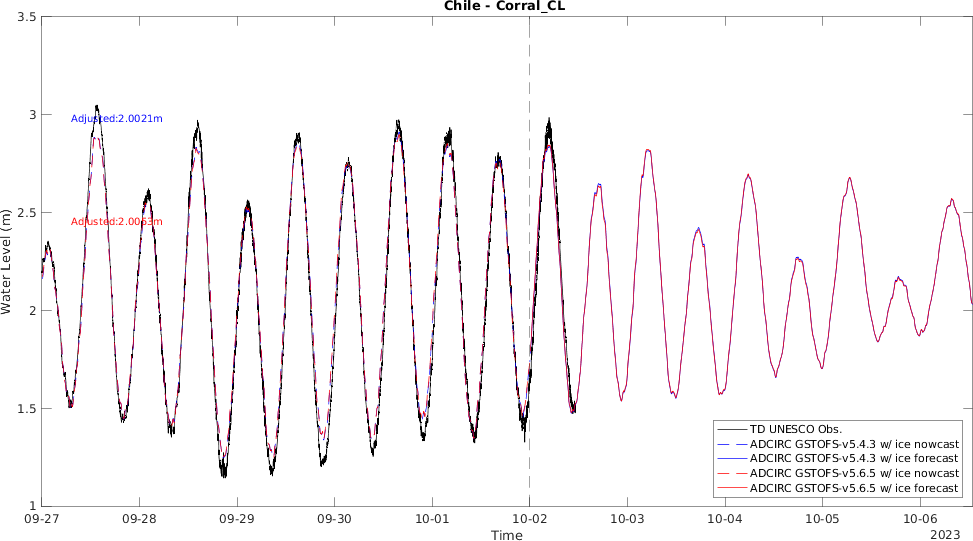 Chile - Corral_CL
3.5
3
2.5
2
1.5
1
Water Level (m)
Adjusted:2.0021m
Adjusted:2.0063m
TD UNESCO Obs.
ADCIRC GSTOFS-v5.4.3 w/ ice nowcast
ADCIRC GSTOFS-v5.4.3 w/ ice forecast
ADCIRC GSTOFS-v5.6.5 w/ ice nowcast
ADCIRC GSTOFS-v5.6.5 w/ ice forecast
09-27 09-28 09-29 09-30 10-01 10-02 10-03 10-04 10-05 10-06
Time
2023